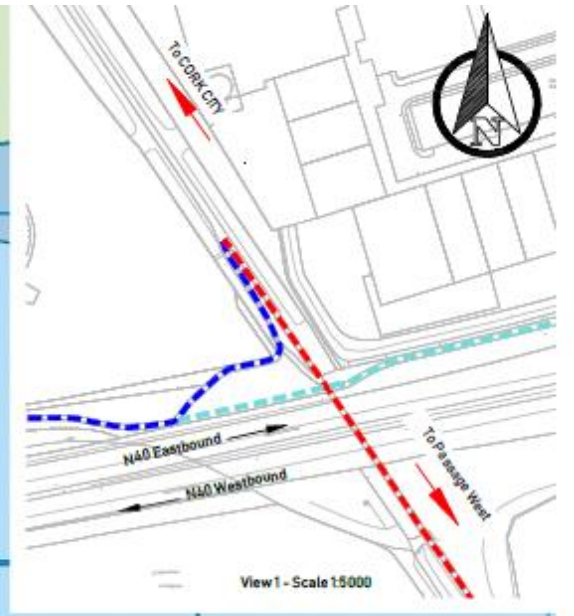 To CORK CITY
N
N40 Eastbound
To Passage West
N40 Westbound
View 1 - Scale 1:5000